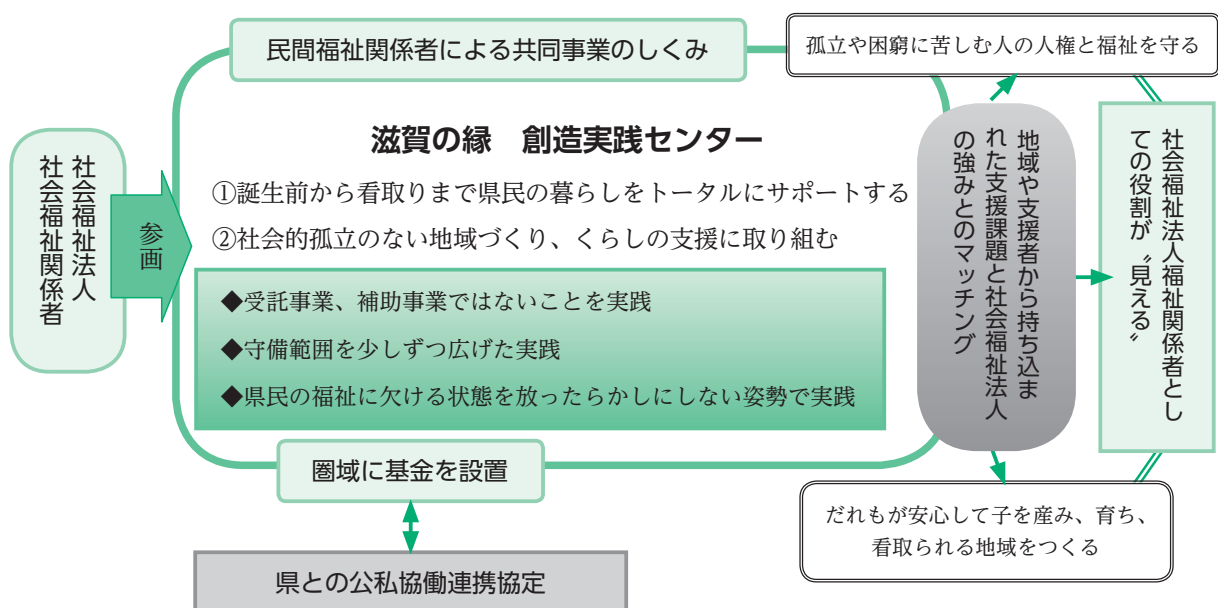 民間福祉関係者による共同事業のしくみ
孤立や困窮に苦しむ人の人権と福祉を守る
社会福祉法人
社会福祉関係者
参画
滋賀の縁　創造実践センター
①誕生前から看取りまで県民の暮らしをトータルにサポートする
②社会的孤立のない地域づくり、くらしの支援に取り組む
◆受託事業、補助事業ではないことを実践
◆守備範囲を少しずつ広げた実践
◆県民の福祉に欠ける状態を放ったらかしにしない姿勢で実践
地域や支援者から持ち込ま
れた支援課題と社会福祉法人
の強みとのマッチング
社会福祉法人福祉関係者とし
ての役割が〝見える〟
圏域に基金を設置
だれもが安心して子を産み、育ち、
看取られる地域をつくる
県との公私協働連携協定